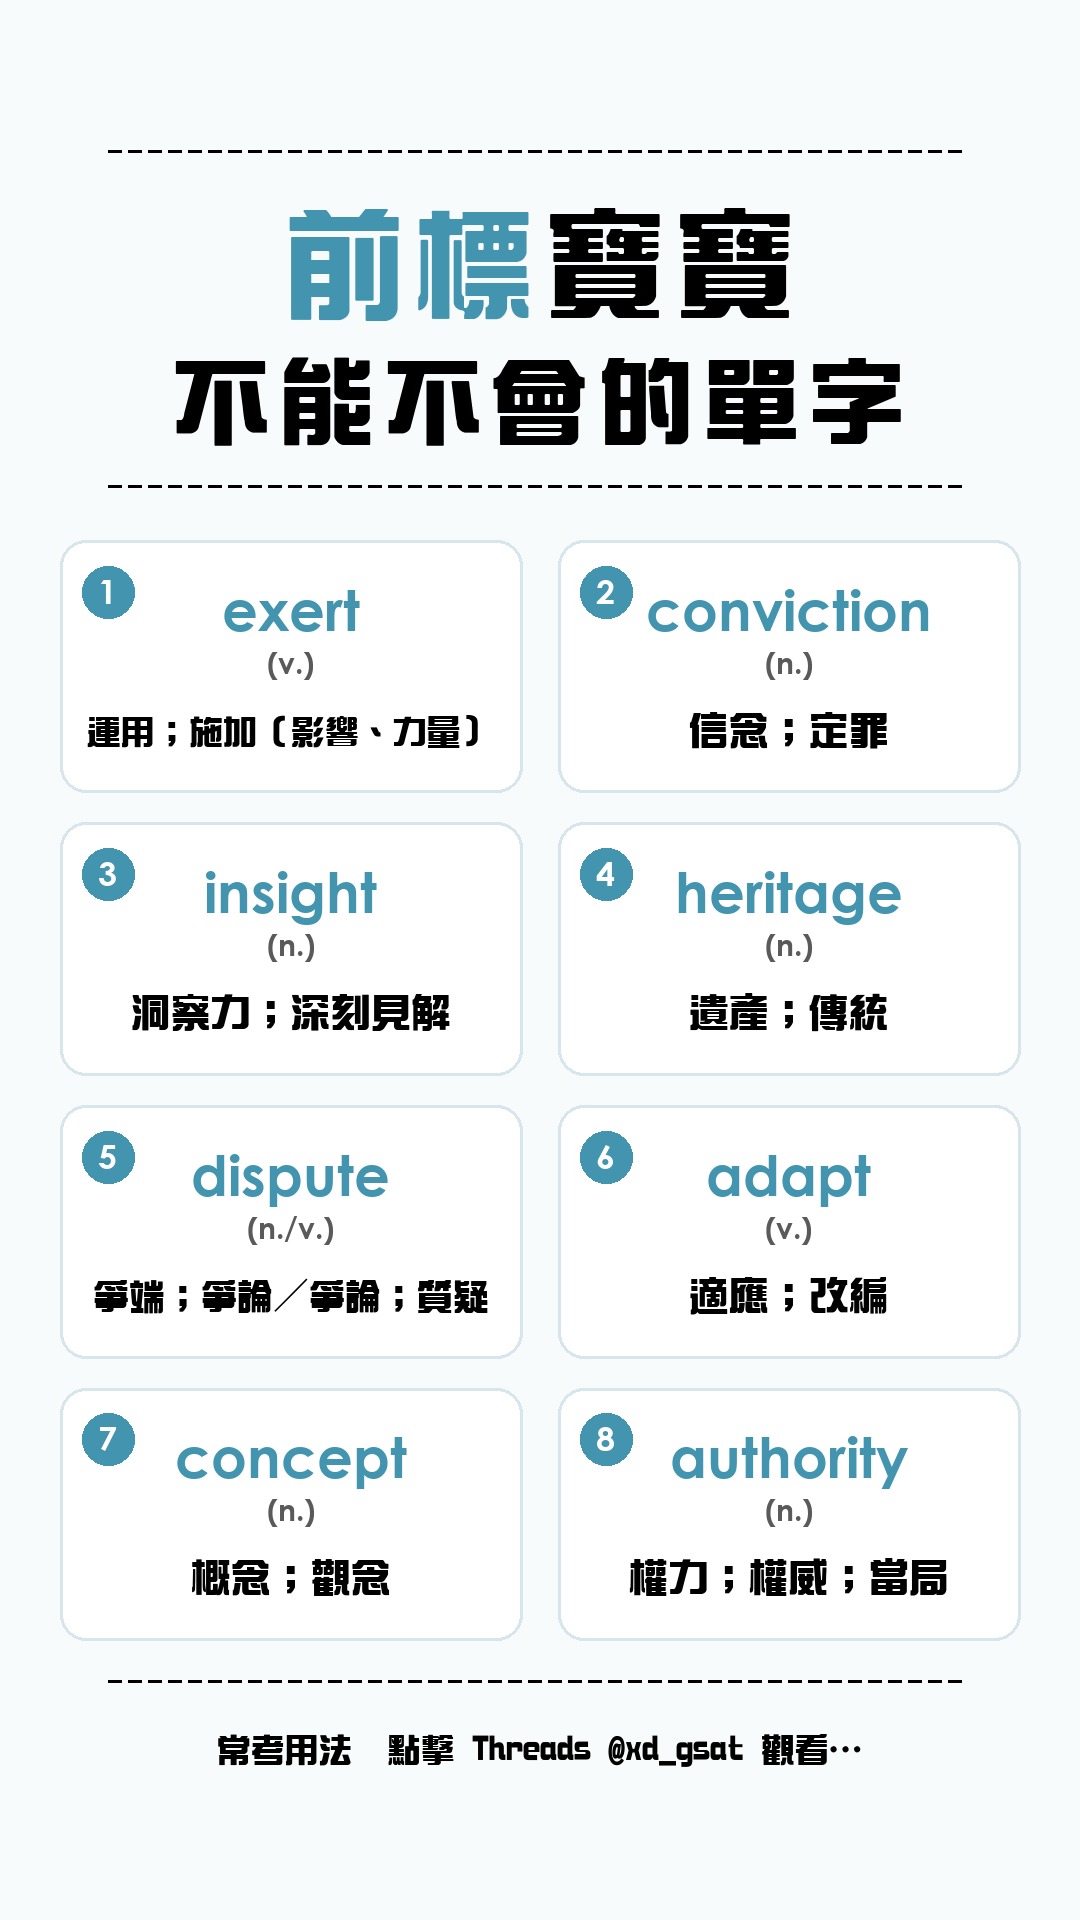 前標寶寶
不能不會的單字
1
exert
(v.)
運用；施加（影響、力量）
2
conviction
(n.)
信念；定罪
3
insight
(n.)
洞察力；深刻見解
4
heritage
(n.)
遺產；傳統
5
dispute
(n./v.)
爭端；爭論／爭論；質疑
6
adapt
(v.)
適應；改編
7
concept
(n.)
概念；觀念
8
authority
(n.)
權力；權威；當局
常考用法　點擊 Threads @xd_gsat 觀看…